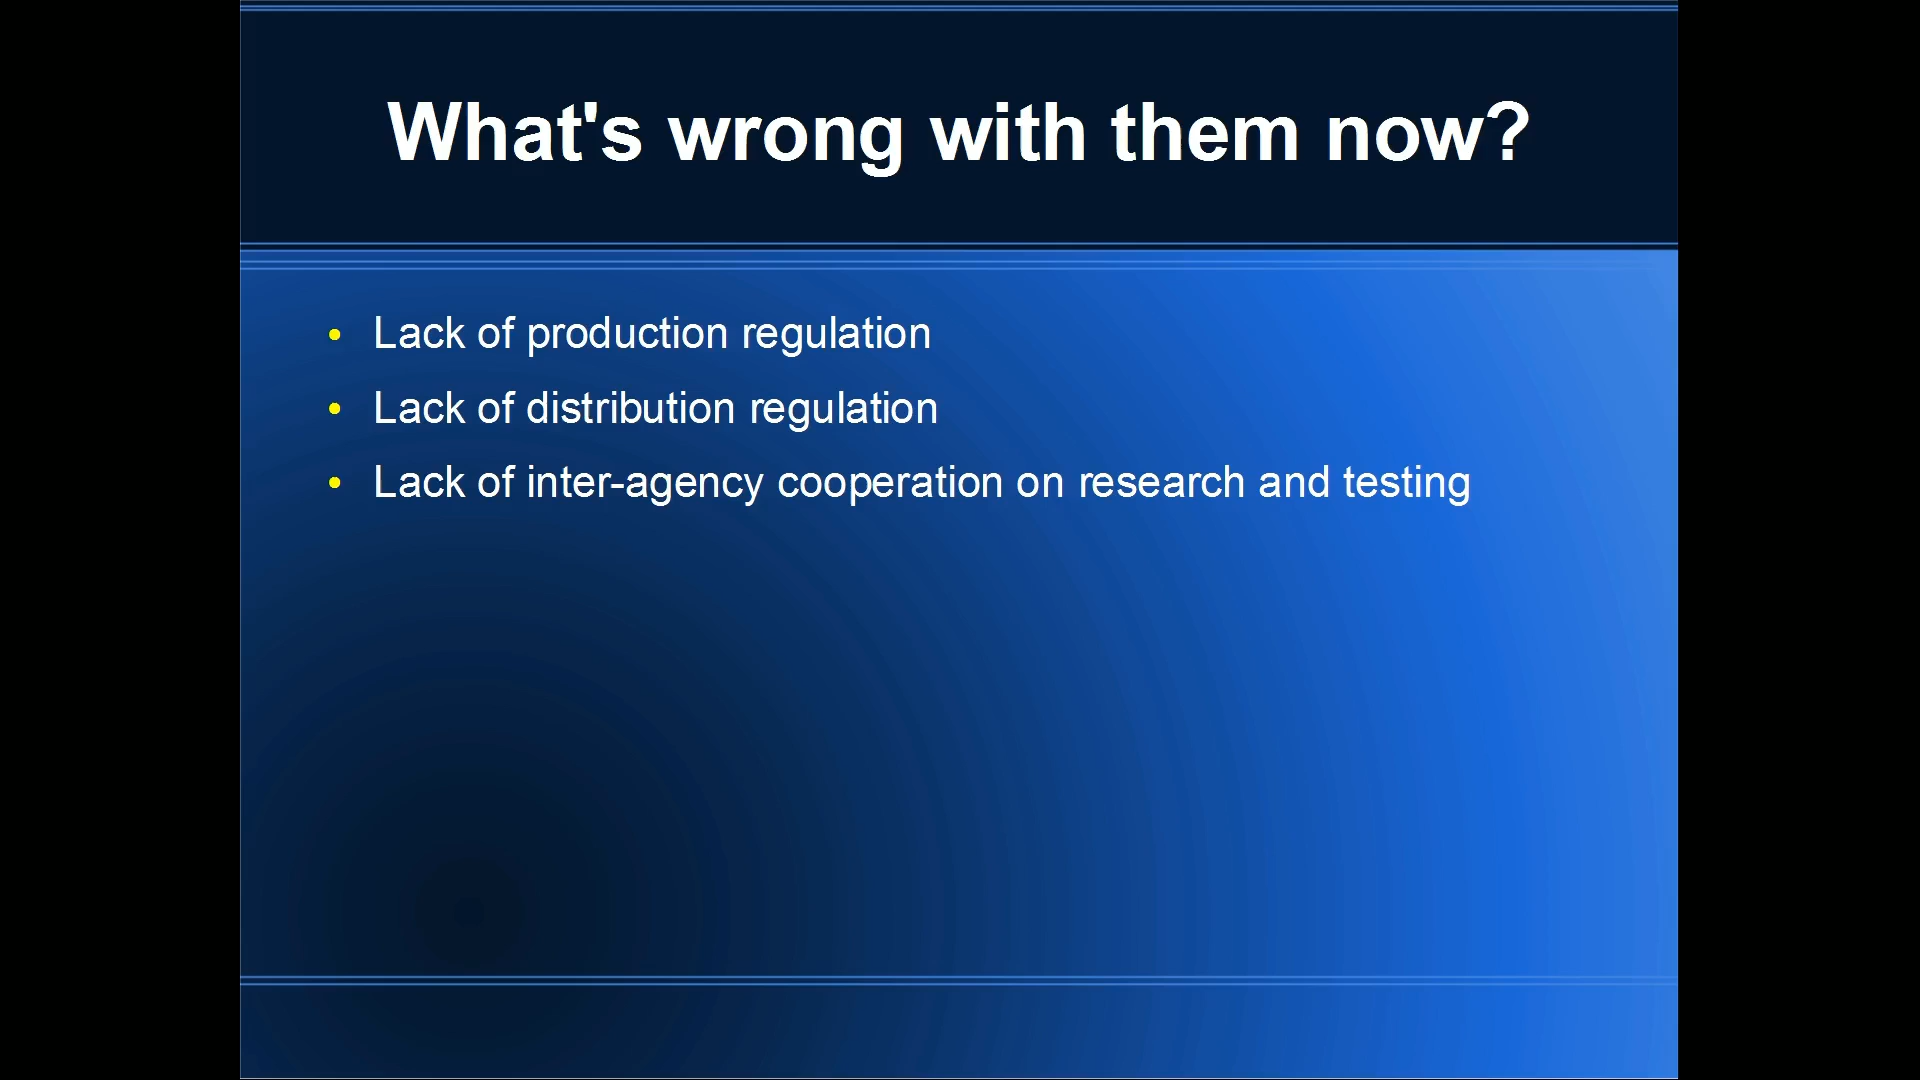 What's wrong with them now?
• Lack of production regulation
• Lack of distribution regulation
• Lack of inter-agency cooperation on research and testing